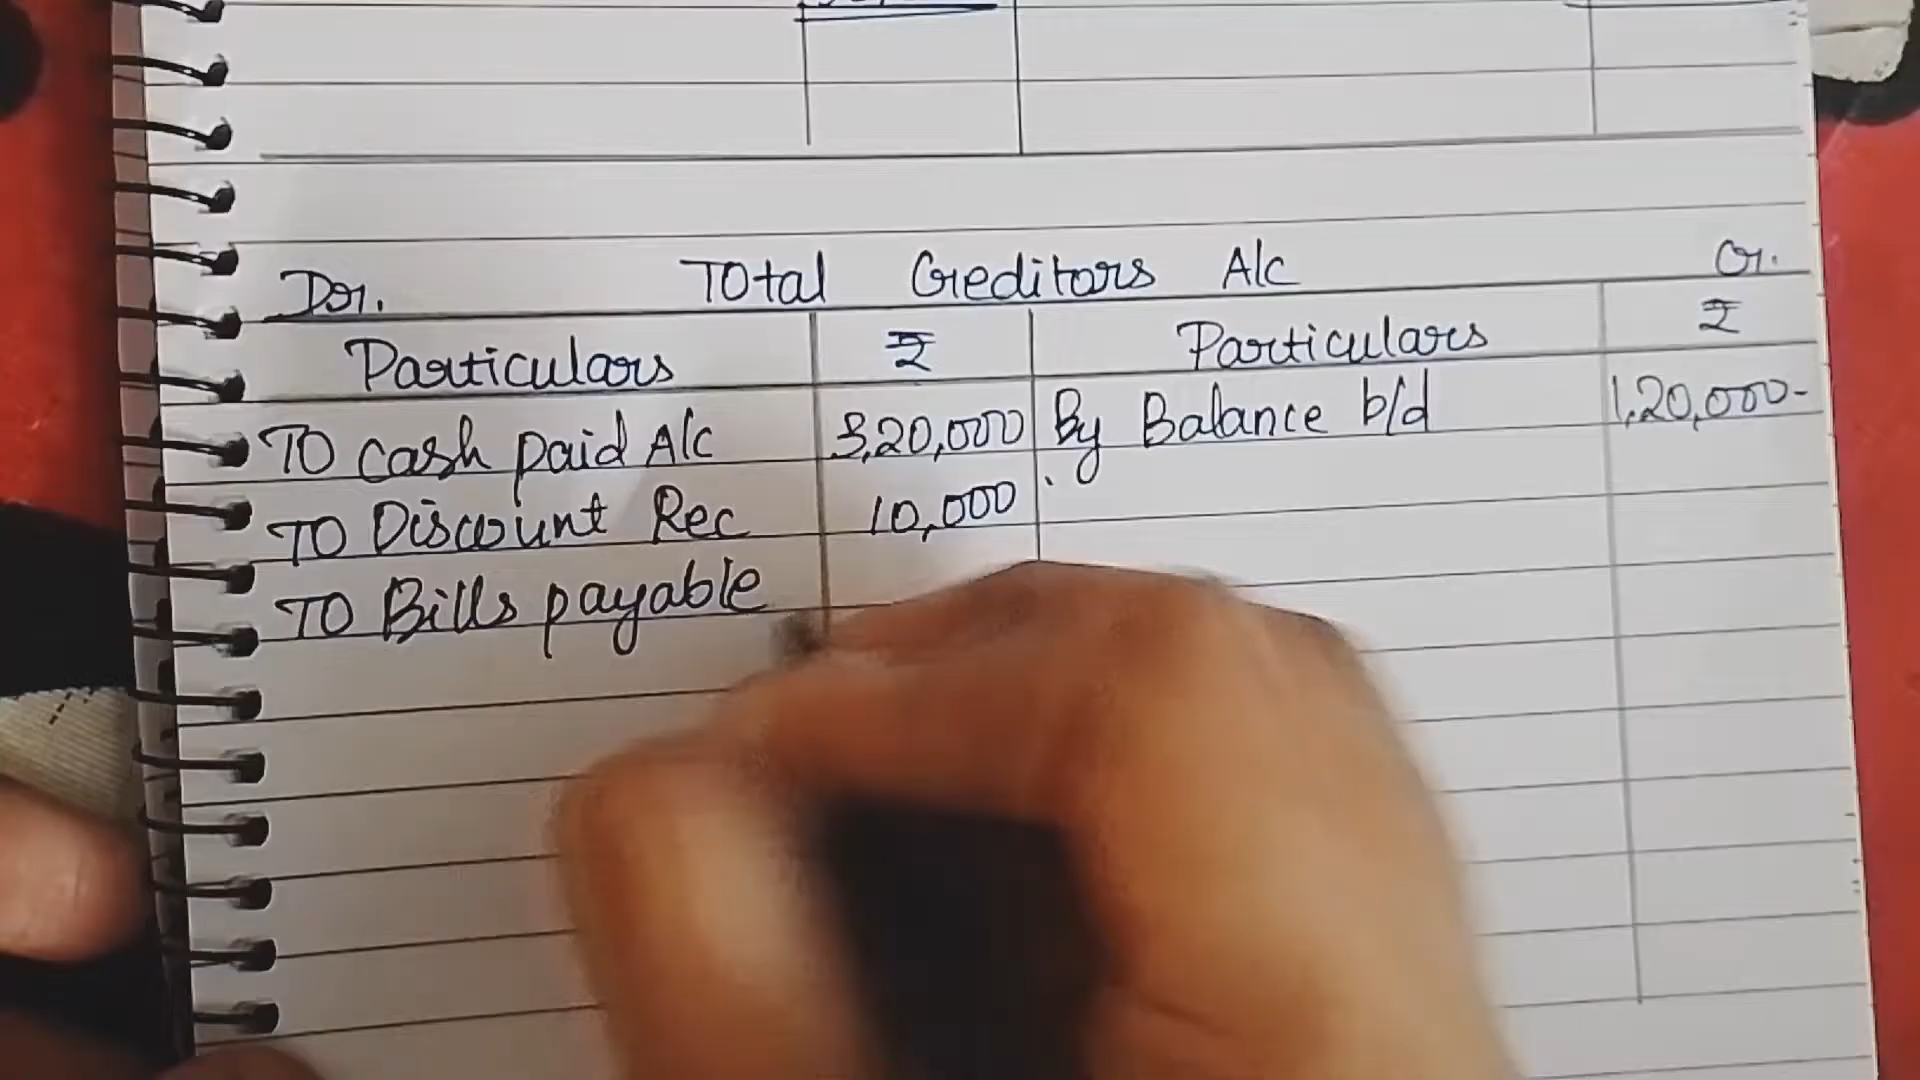 Dr. Total Creditors A/c Cr.
Particulars ₹ Particulars ₹
To cash paid A/c 3,20,000 By Balance b/d 1,20,000-
To Discount Rec 10,000
To Bills payable